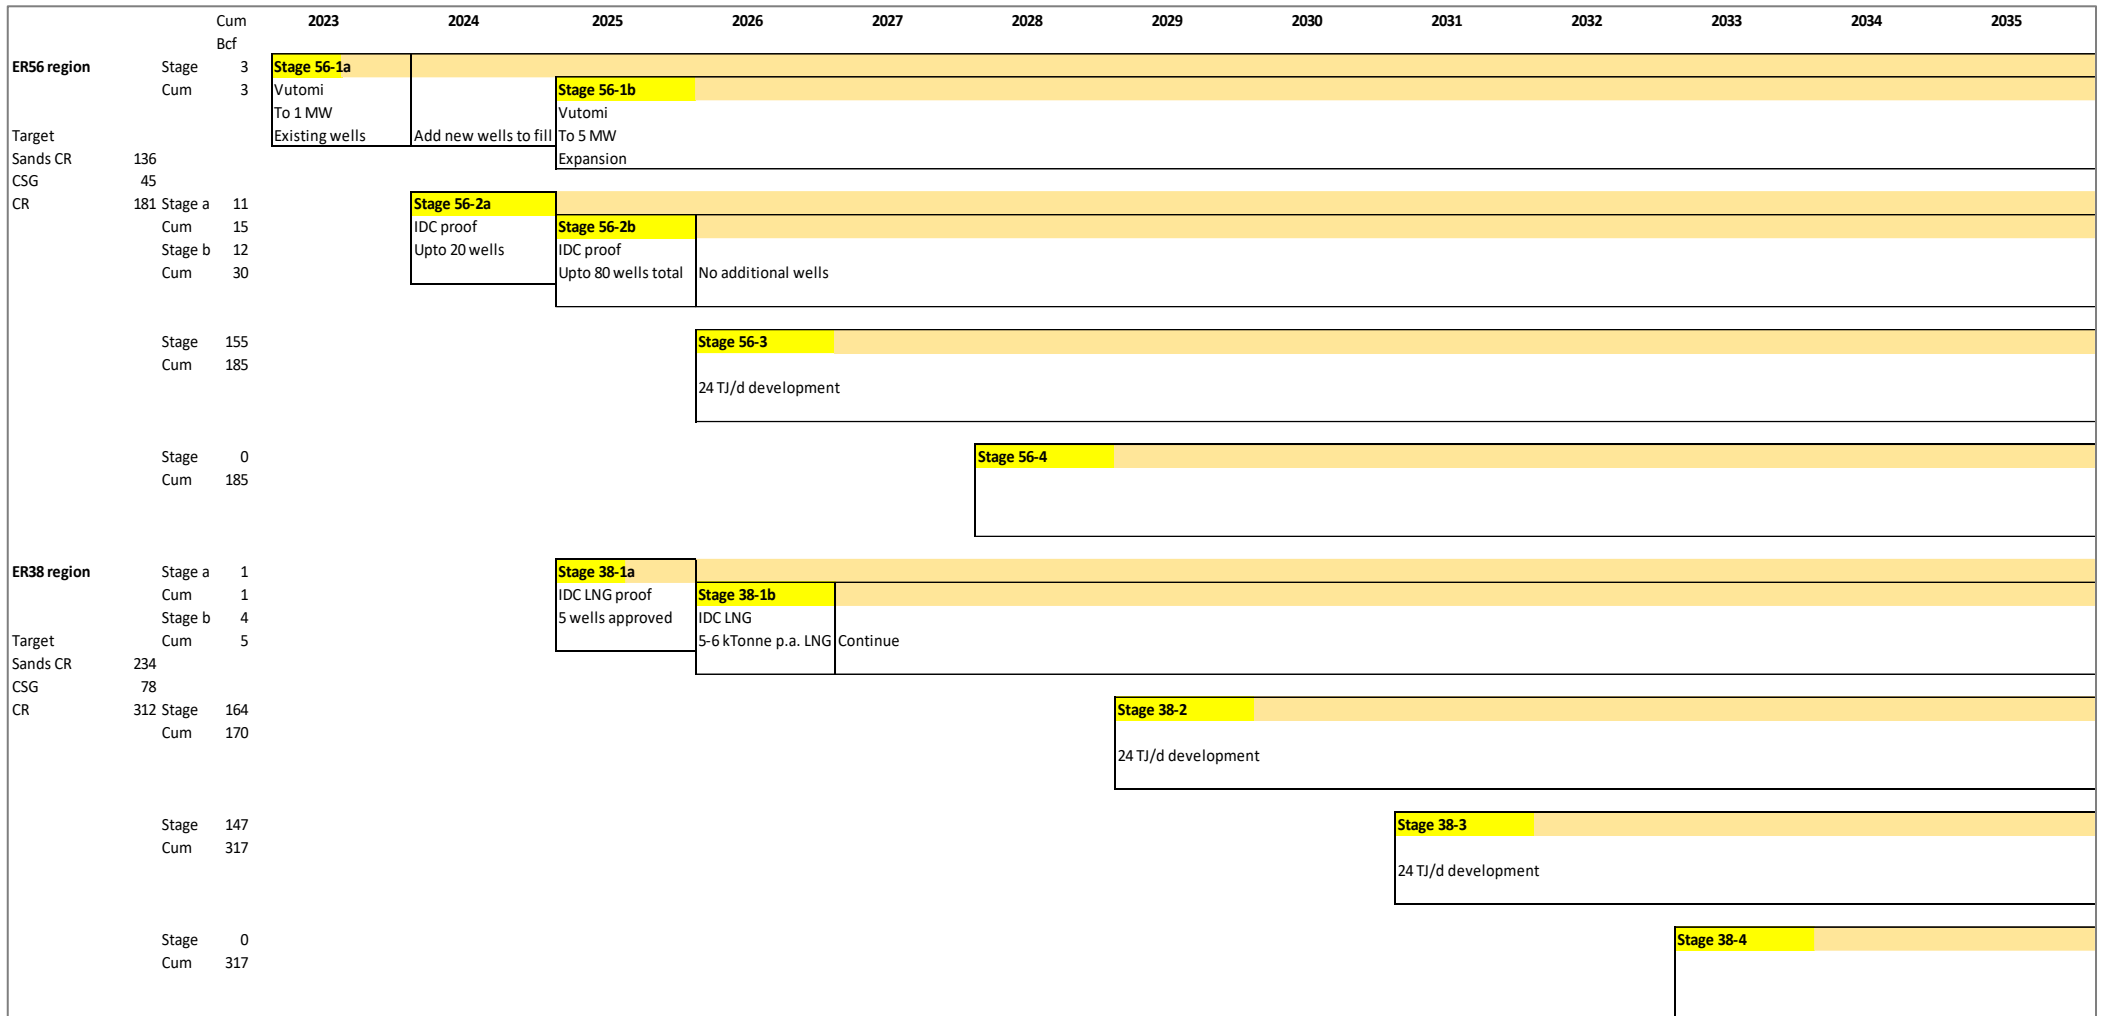 Cum 2023 2024 2025 2026 2027 2028 2029 2030 2031 2032 2033 2034 2035
Bcf
ER56 region Stage 3 Stage 56-1a
Cum 3 Vutomi Stage 56-1b
To 1 MW Vutomi
Target Existing wells Add new wells to fill To 5 MW
Sands CR 136 Expansion
CSG 45
CR 181 Stage a 11 Stage 56-2a
Cum 15 IDC proof Stage 56-2b
Stage b 12 Upto 20 wells IDC proof
Cum 30 Upto 80 wells total No additional wells
Stage 155 Stage 56-3
Cum 185
24 TJ/d development
Stage 0 Stage 56-4
Cum 185
ER38 region Stage a 1 Stage 38-1a
Cum 1 IDC LNG proof Stage 38-1b
Stage b 4 5 wells approved IDC LNG
Target Cum 5 5-6 kTonne p.a. LNG Continue
Sands CR 234
CSG 78
CR 312 Stage 164 Stage 38-2
Cum 170
24 TJ/d development
Stage 147 Stage 38-3
Cum 317
24 TJ/d development
Stage 0 Stage 38-4
Cum 317